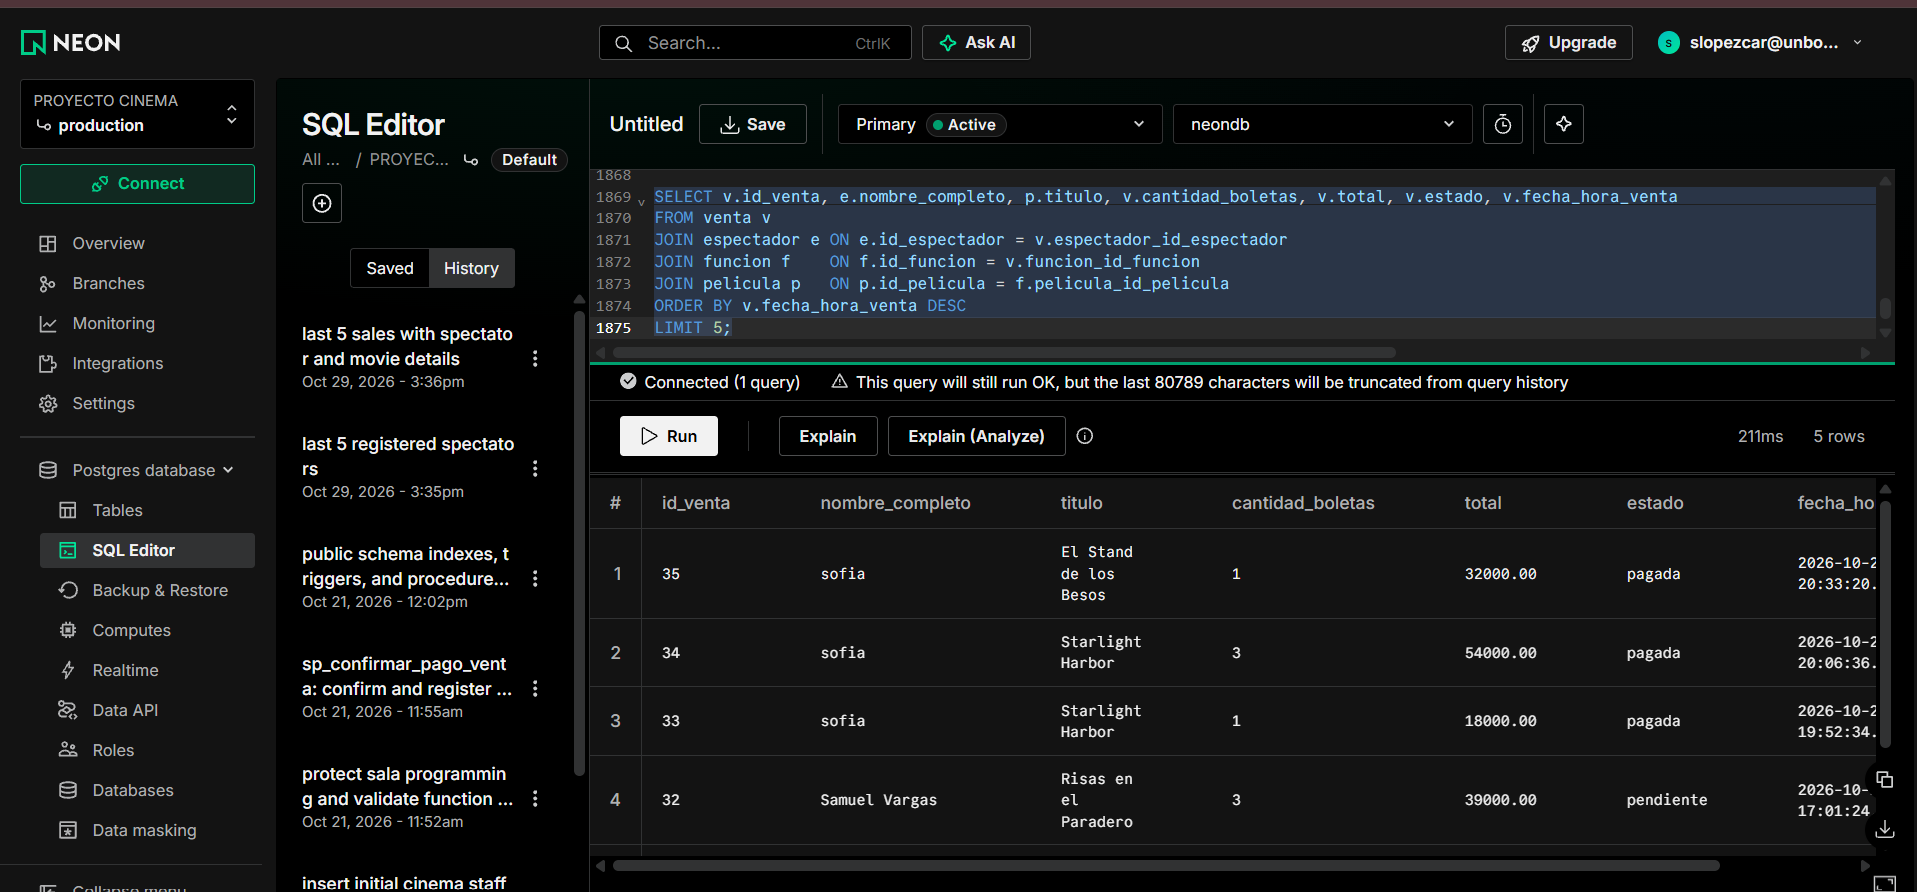 NEON
Search...
CtrlK
Ask AI
Upgrade
s
slopezcar@unbo...
PROYECTO CINEMA
production
Connect
Overview
Branches
Monitoring
Integrations
Settings
Postgres database
Tables
SQL Editor
Backup & Restore
Computes
Realtime
Data API
Roles
Databases
Data masking
Collapse menu
SQL Editor
All ... / PROYEC... Default
Saved
History
last 5 sales with spectato
r and movie details
Oct 29, 2026 - 3:36pm
last 5 registered spectato
rs
Oct 29, 2026 - 3:35pm
public schema indexes, t
riggers, and procedure...
Oct 21, 2026 - 12:02pm
sp_confirmar_pago_vent
a: confirm and register ...
Oct 21, 2026 - 11:55am
protect sala programmin
g and validate function ...
Oct 21, 2026 - 11:52am
insert initial cinema staff
Untitled
Save
Primary Active
neondb
1868
1869 SELECT v.id_venta, e.nombre_completo, p.titulo, v.cantidad_boletas, v.total, v.estado, v.fecha_hora_venta
1870 FROM venta v
1871 JOIN espectador e ON e.id_espectador = v.espectador_id_espectador
1872 JOIN funcion f    ON f.id_funcion = v.funcion_id_funcion
1873 JOIN pelicula p   ON p.id_pelicula = f.pelicula_id_pelicula
1874 ORDER BY v.fecha_hora_venta DESC
1875 LIMIT 5;
Connected (1 query)
This query will still run OK, but the last 80789 characters will be truncated from query history
Run
Explain
Explain (Analyze)
211ms
5 rows
# id_venta nombre_completo titulo cantidad_boletas total estado fecha_ho
1 35 sofia El Stand de los Besos 1 32000.00 pagada 2026-10-2 20:33:20.
2 34 sofia Starlight Harbor 3 54000.00 pagada 2026-10-2 20:06:36.
3 33 sofia Starlight Harbor 1 18000.00 pagada 2026-10-2 19:52:34.
4 32 Samuel Vargas Risas en el Paradero 3 39000.00 pendiente 2026-10- 17:01:24